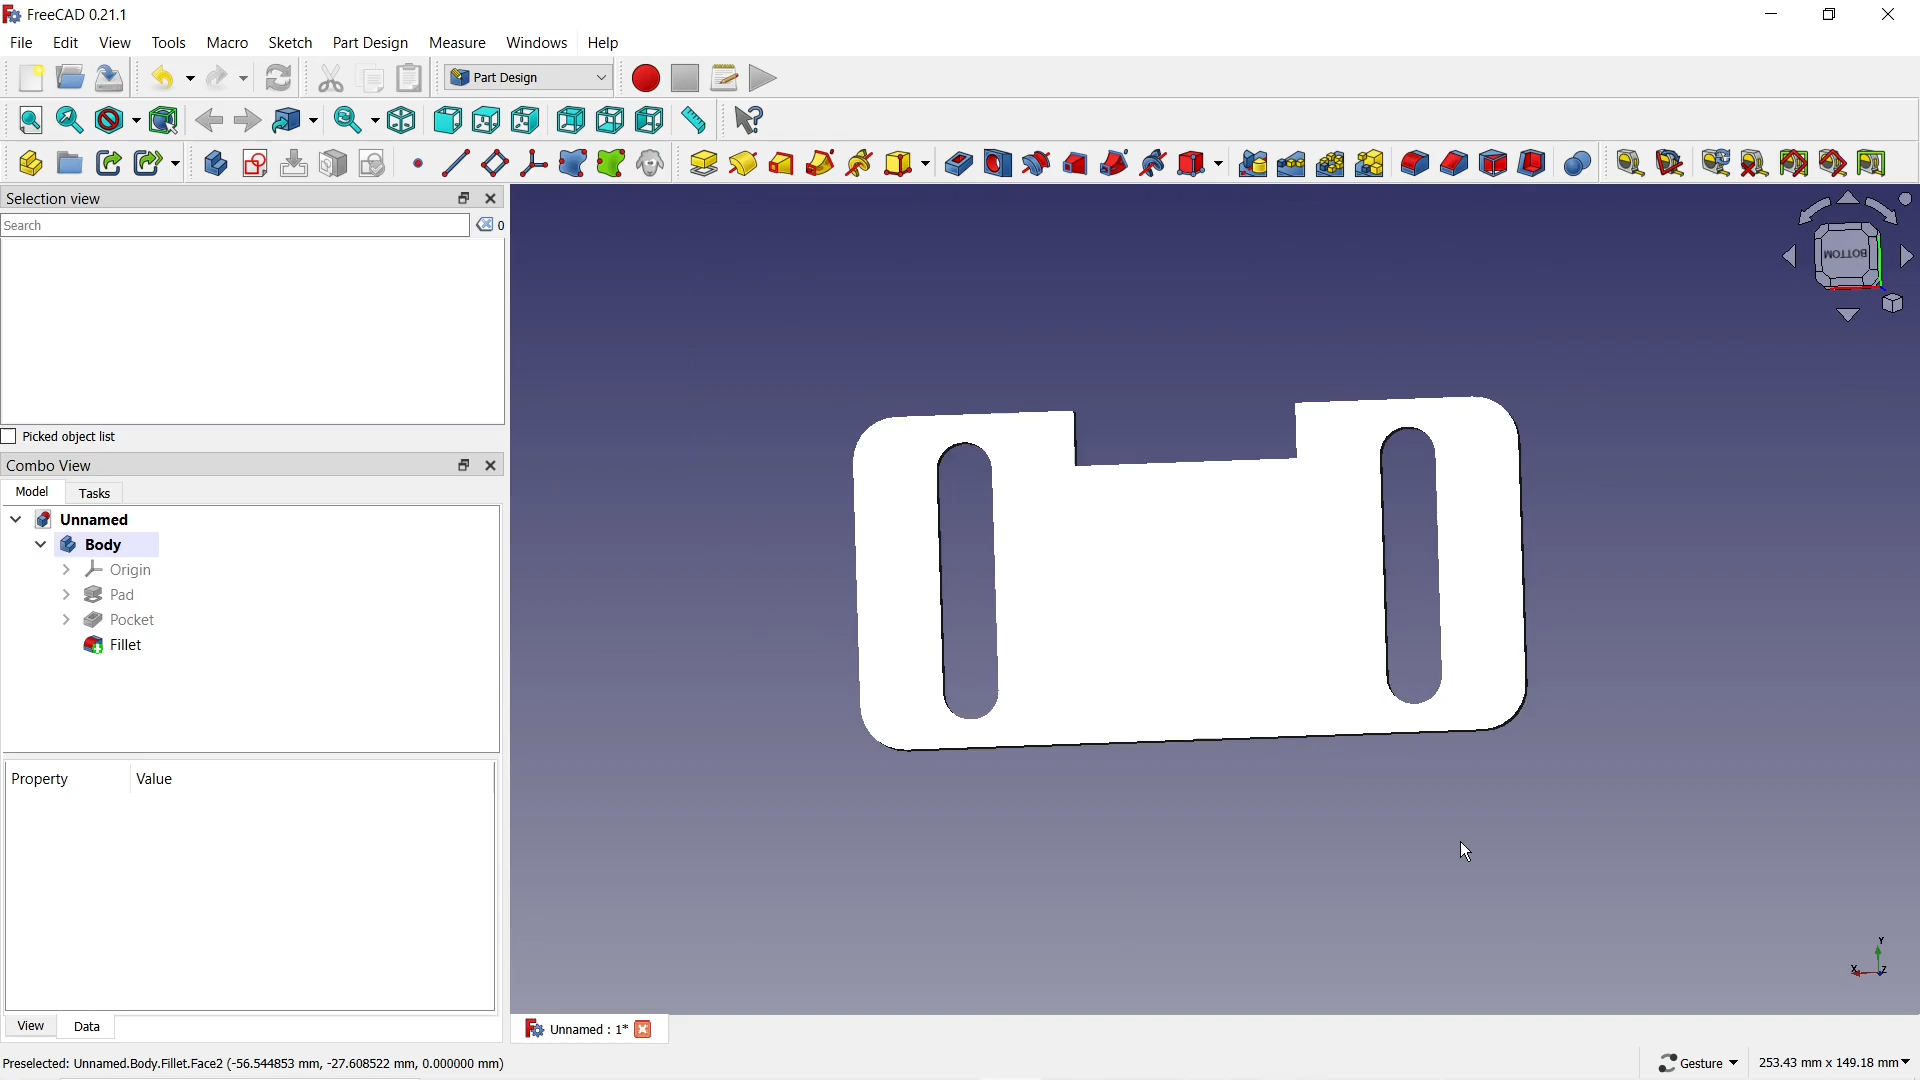 FreeCAD 0.21.1
File Edit View Tools Macro Sketch Part Design Measure Windows Help
Part Design
Selection view
Search
0
Picked object list
Combo View
Model Tasks
Unnamed
Body
Origin
Pad
Pocket
Fillet
Property Value
View Data
BOTTOM
Y
X Z
Unnamed : 1*
Preselected: Unnamed.Body.Fillet.Face2 (-56.544853 mm, -27.608522 mm, 0.000000 mm)
Gesture 253.43 mm x 149.18 mm